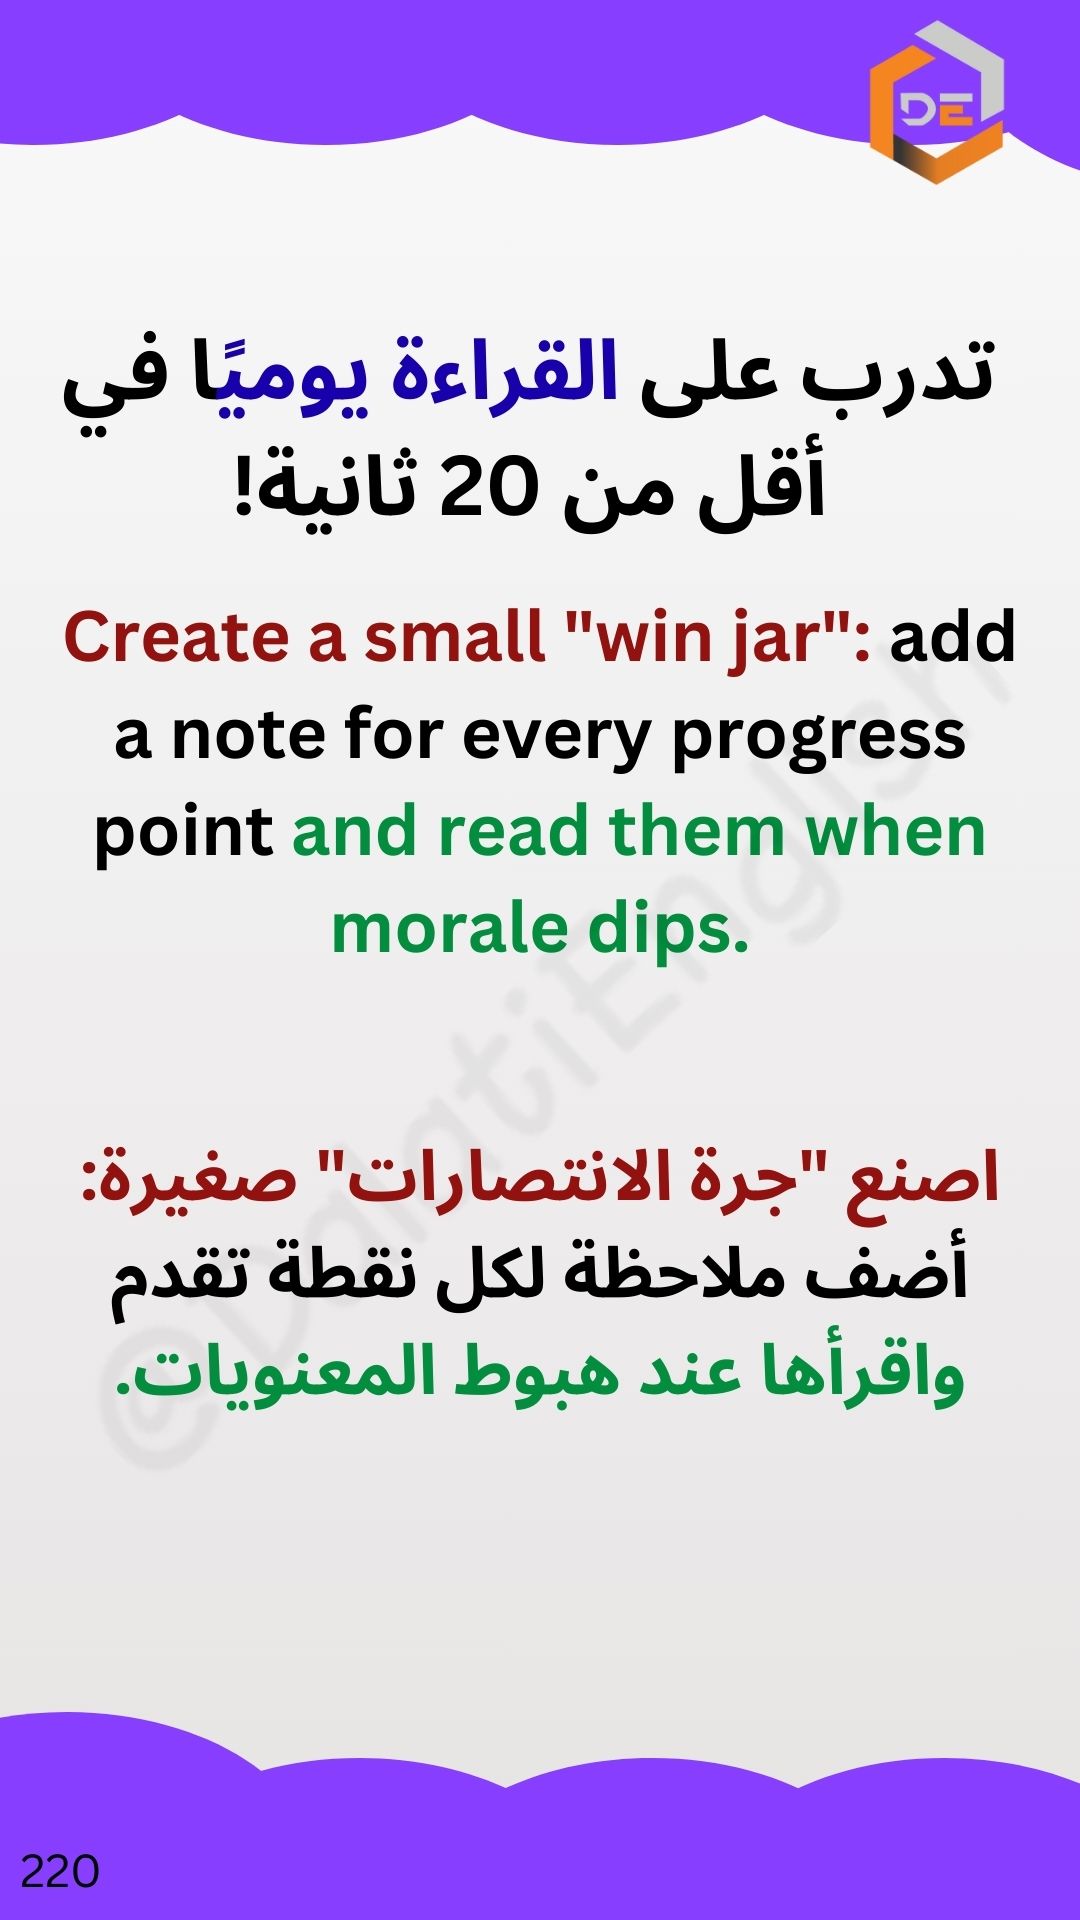 DE
تدرب على القراءة يوميًا في
أقل من 20 ثانية!
Create a small "win jar": add
a note for every progress
point and read them when
morale dips.
اصنع "جرة الانتصارات" صغيرة:
أضف ملاحظة لكل نقطة تقدم
واقرأها عند هبوط المعنويات.
@DalatiEnglish
220